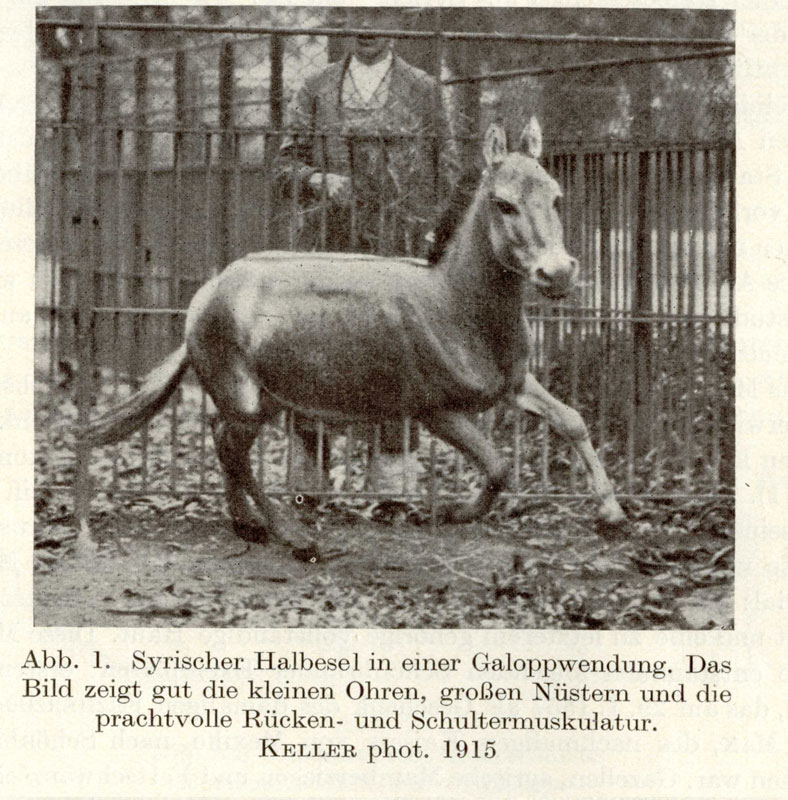 Abb. 1. Syrischer Halbesel in einer Galoppwendung. Das
Bild zeigt gut die kleinen Ohren, großen Nüstern und die
prachtvolle Rücken- und Schultermuskulatur.
KELLER phot. 1915